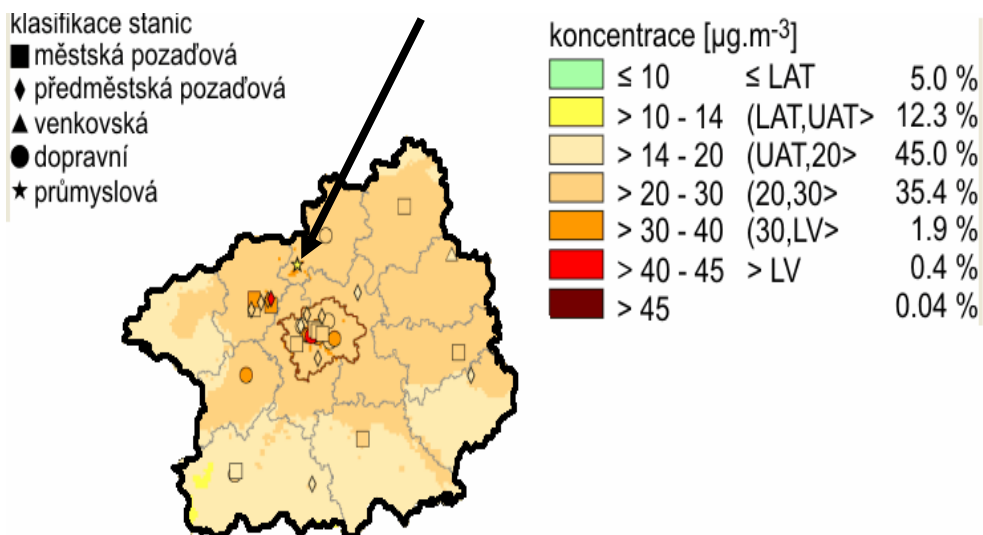 klasifikace stanic
městská pozaďová
předměstská pozaďová
venkovská
dopravní
průmyslová
koncentrace [µg.m-3]
≤ 10 ≤ LAT 5.0 %
> 10 - 14 (LAT,UAT> 12.3 %
> 14 - 20 (UAT,20> 45.0 %
> 20 - 30 (20,30> 35.4 %
> 30 - 40 (30,LV> 1.9 %
> 40 - 45 > LV 0.4 %
> 45 0.04 %